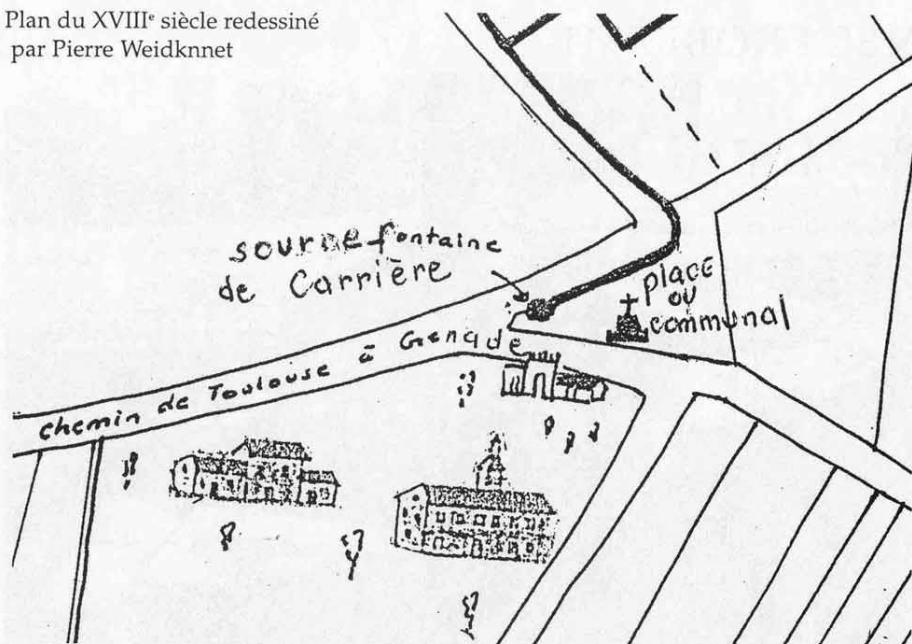 Plan du XVIIIᵉ siècle redessiné
par Pierre Weidknnet
source fontaine
de Carrière
place
ou
communal
chemin de Toulouse à Grenade